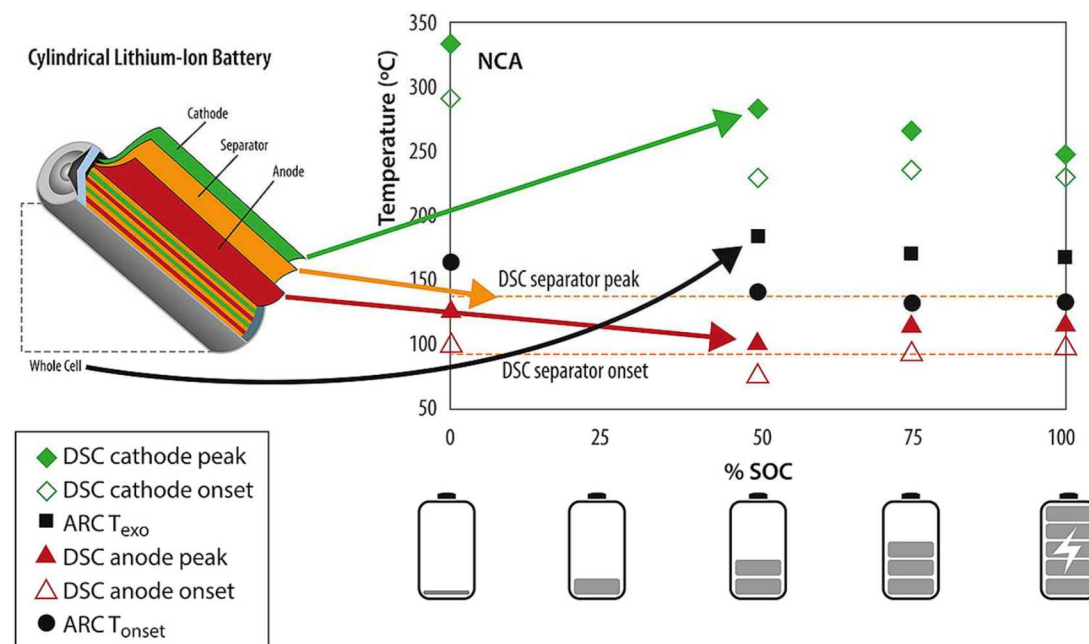 Cylindrical Lithium-Ion Battery
Cathode
Separator
Anode
Whole Cell
NCA
Temperature (ºC)
350
300
250
200
150
100
50
DSC separator peak
DSC separator onset
0
25
50
75
100
% SOC
DSC cathode peak
DSC cathode onset
ARC Texo
DSC anode peak
DSC anode onset
ARC Tonset